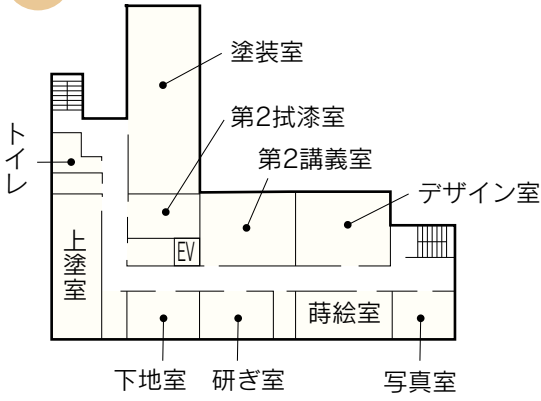 塗装室
第2拭漆室
第2講義室
デザイン室
トイレ
上塗室
EV
蒔絵室
下地室
研ぎ室
写真室